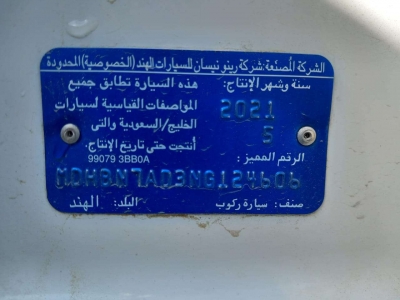 الشركة المصنعة: شركة رينو نيسان للسيارات الهند (الخصوصية) المحدودة
سنة وشهر الإنتاج:
2021
5
هذه السيارة تطابق جميع
المواصفات القياسية لسيارات
الخليج/السعودية والتى
أنتجت حتى تاريخ الإنتاج.
الرقم المميز:
99079 3BB0A
MDHBN7AD3NG124606
صنف: سيارة ركوب
البلد: الهند